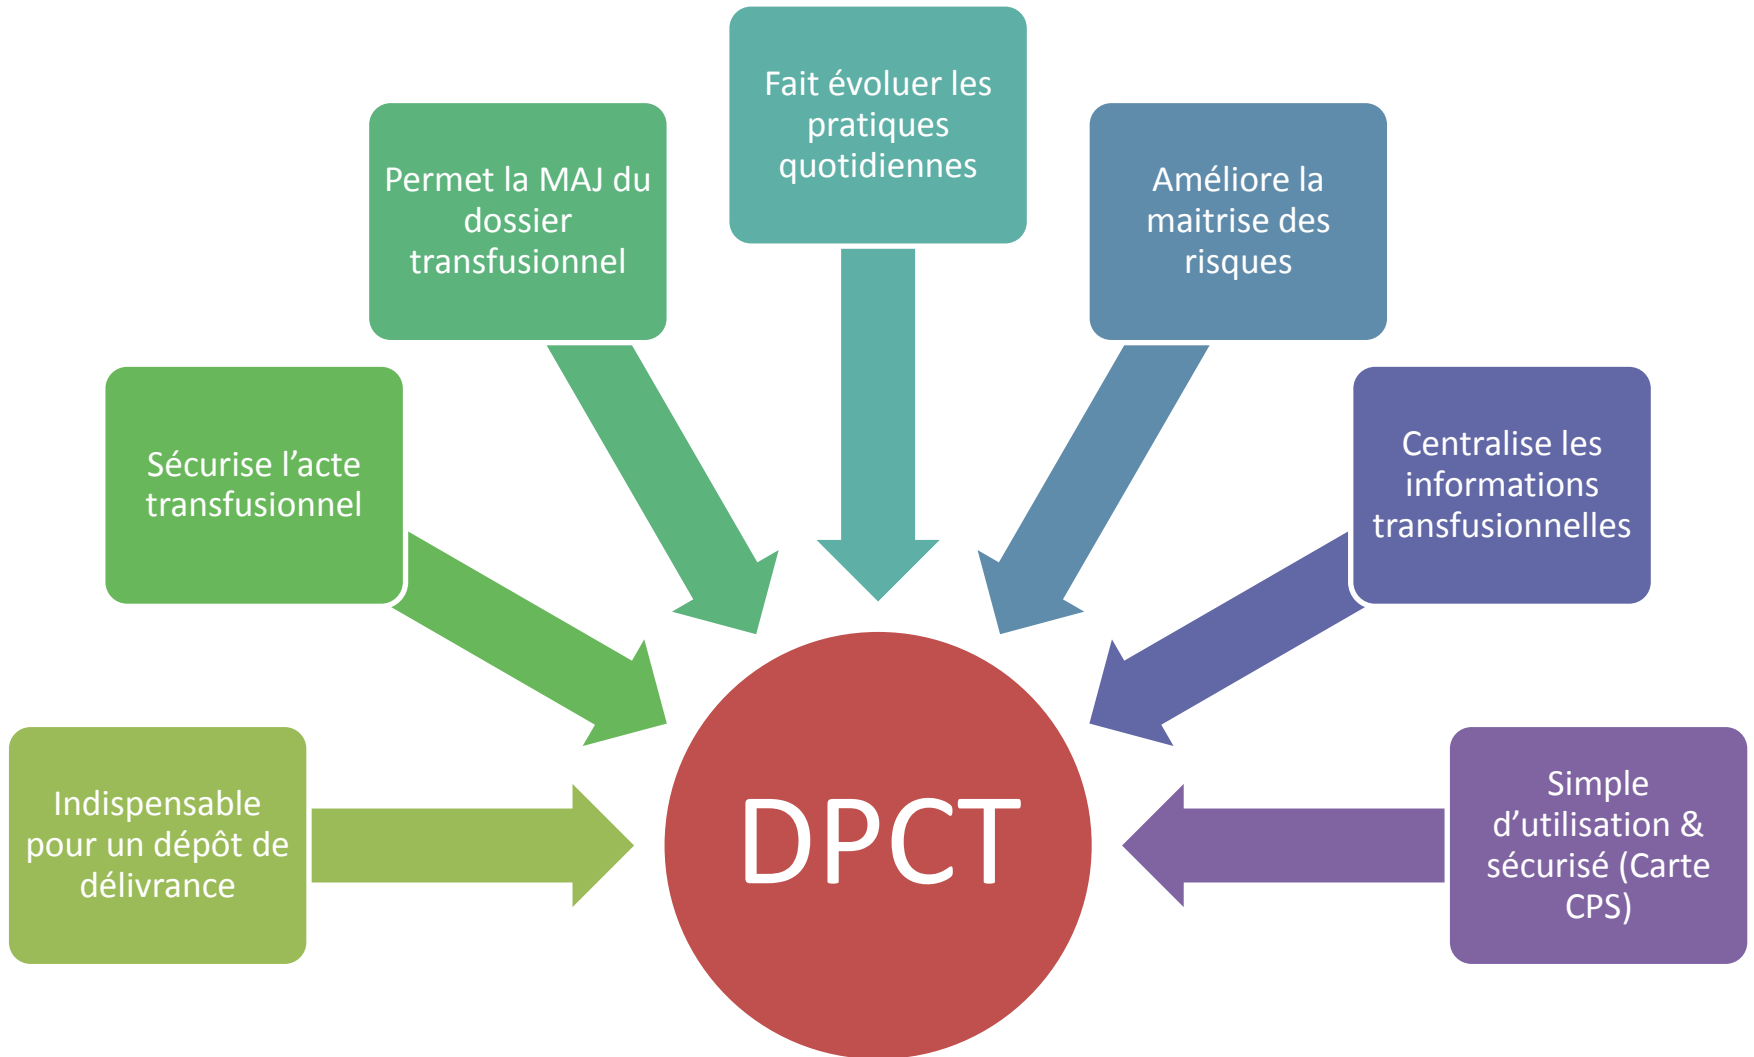 Fait évoluer les
pratiques
quotidiennes
Permet la MAJ du
dossier
transfusionnel
Améliore la
maitrise des
risques
Sécurise l’acte
transfusionnel
Centralise les
informations
transfusionnelles
Indispensable
pour un dépôt de
délivrance
DPCT
Simple
d’utilisation &
sécurisé (Carte
CPS)